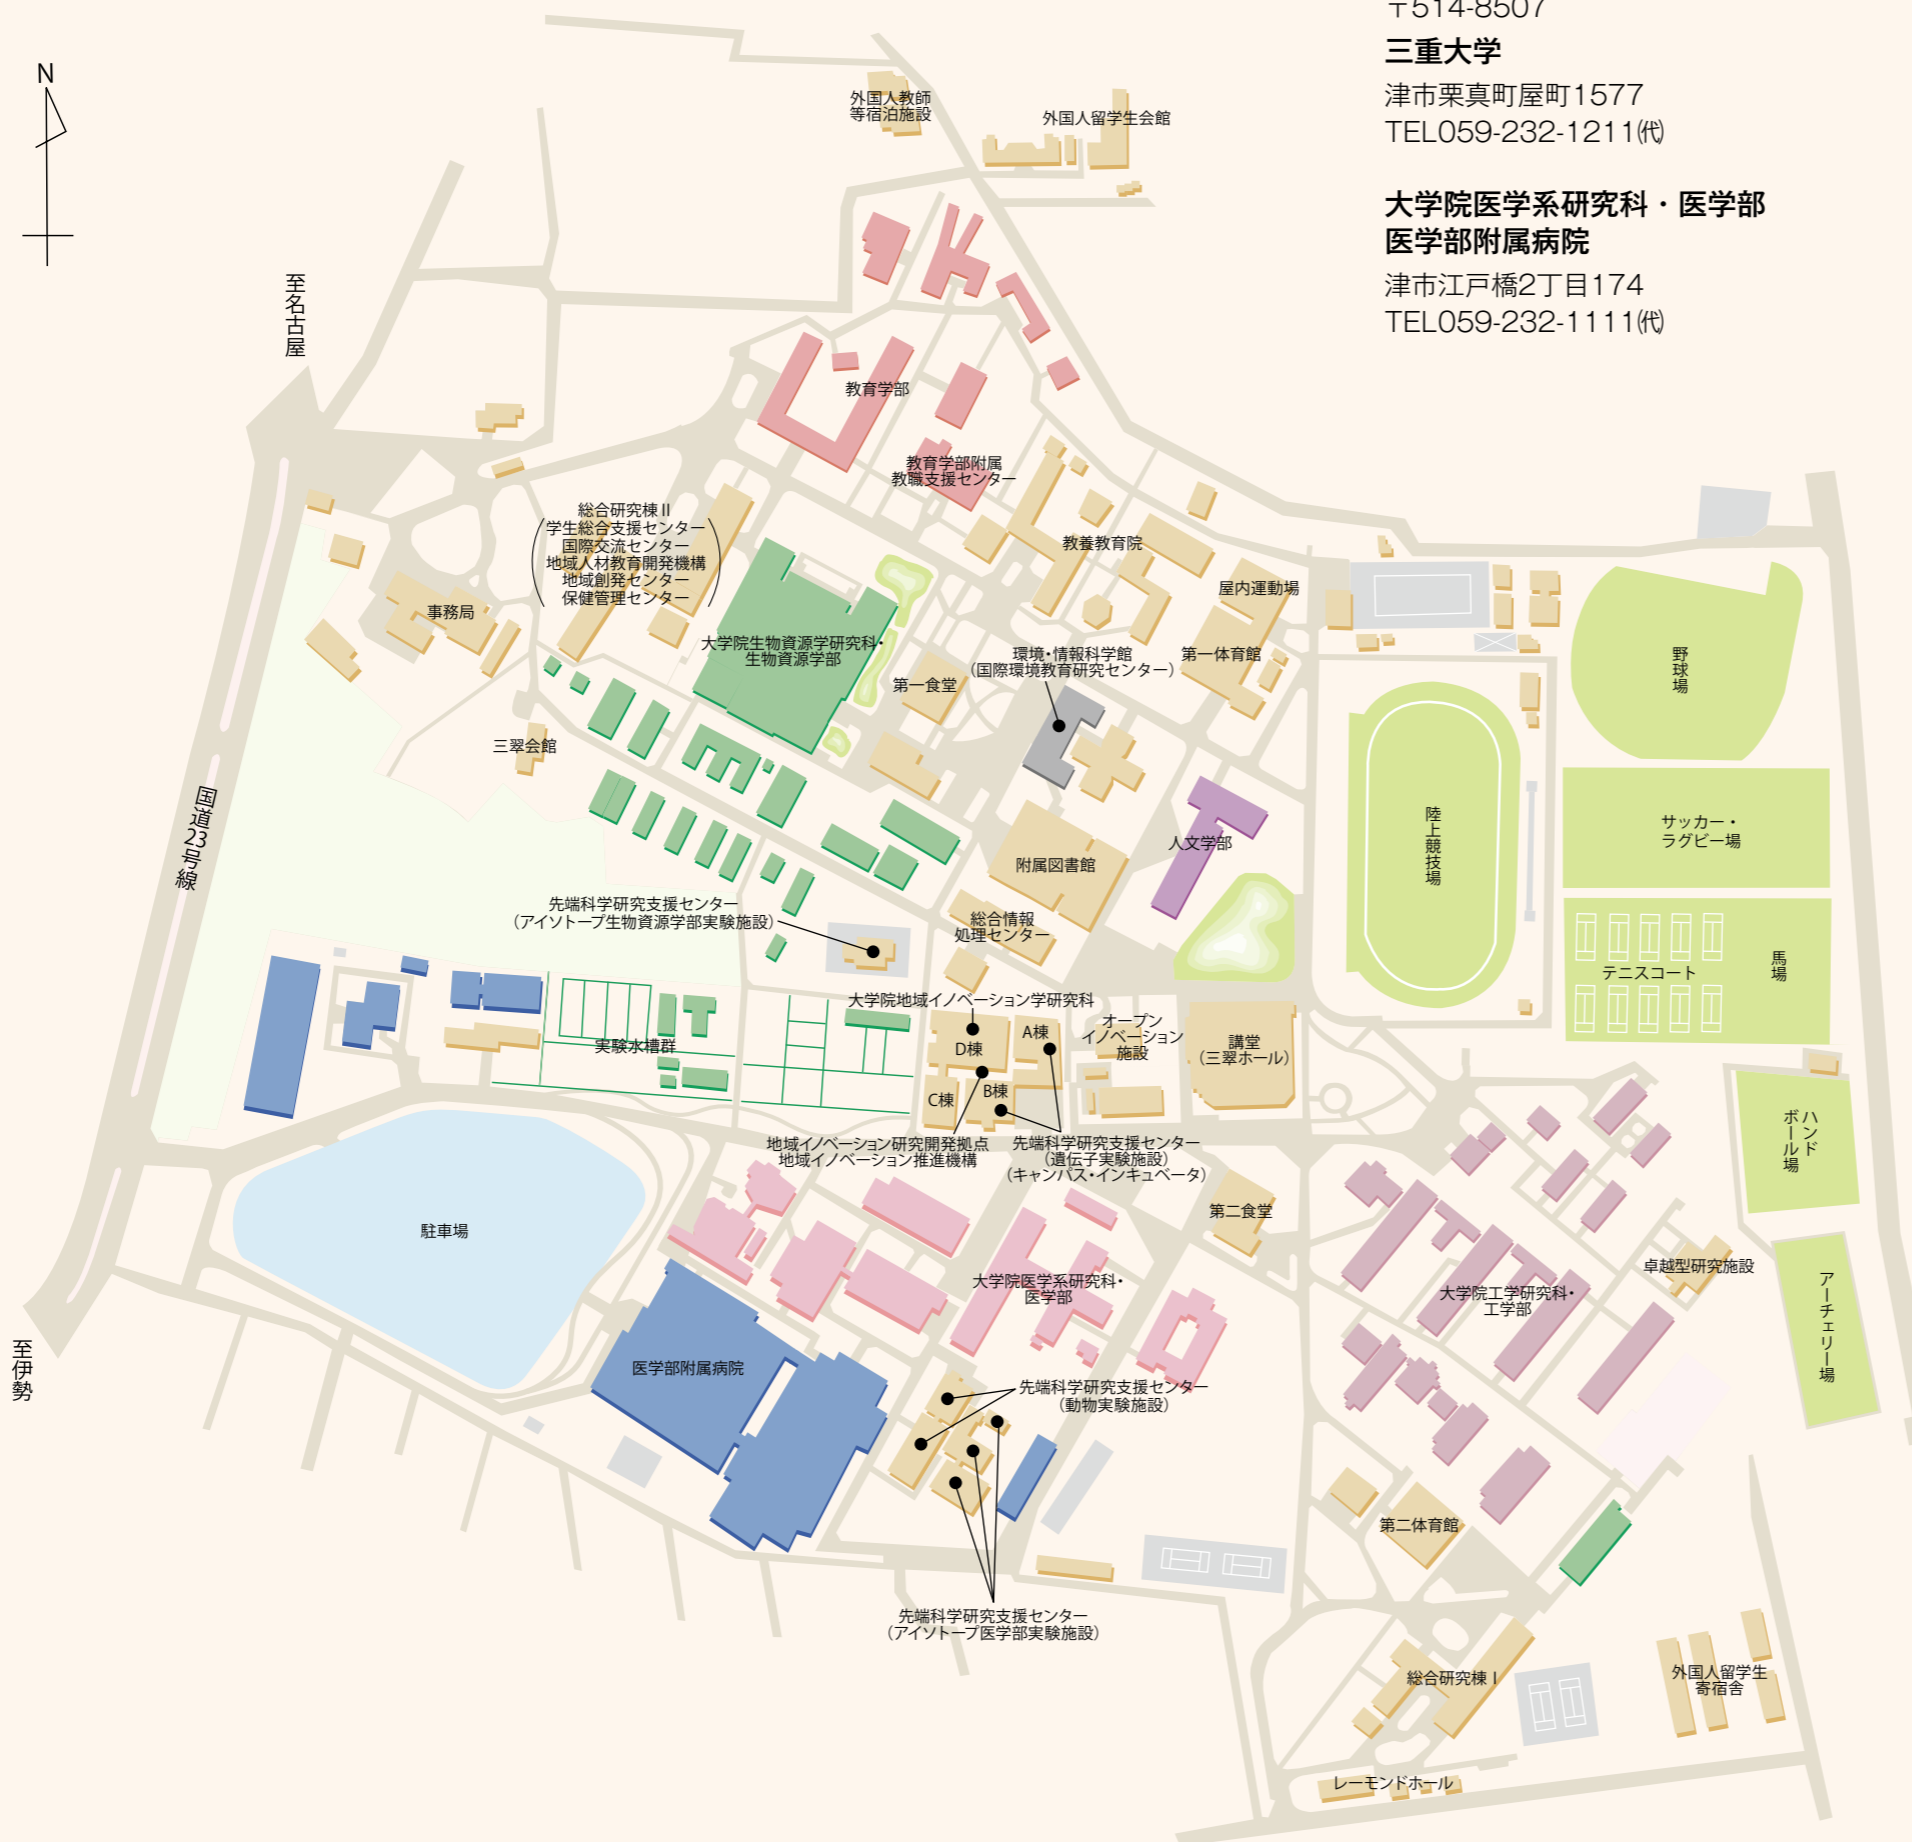 〒514-8507
三重大学
津市栗真町屋町1577
TEL059-232-1211㈹
大学院医学系研究科・医学部
医学部附属病院
津市江戸橋2丁目174
TEL059-232-1111㈹
N
外国人教師
等宿泊施設
外国人留学生会館
至名古屋
教育学部
教育学部附属
教職支援センター
総合研究棟Ⅱ
学生総合支援センター
国際交流センター
地域人材教育開発機構
地域創発センター
保健管理センター
教養教育院
屋内運動場
事務局
大学院生物資源学研究科・
生物資源学部
環境・情報科学館
（国際環境教育研究センター）
第一体育館
第一食堂
野球場
三翠会館
国道23号線
陸上競技場
サッカー・
ラグビー場
人文学部
附属図書館
先端科学研究支援センター
（アイソトープ生物資源学部実験施設）
総合情報
処理センター
テニスコート
馬場
大学院地域イノベーション学研究科
D棟
A棟
C棟
B棟
オープン
イノベーション
施設
講堂
（三翠ホール）
実験水槽群
地域イノベーション研究開発拠点
地域イノベーション推進機構
先端科学研究支援センター
（遺伝子実験施設）
（キャンパス・インキュベータ）
ハンド
ボール場
駐車場
第二食堂
大学院医学系研究科・
医学部
大学院工学研究科・
工学部
卓越型研究施設
アーチェリー場
至伊勢
医学部附属病院
先端科学研究支援センター
（動物実験施設）
第二体育館
先端科学研究支援センター
（アイソトープ医学部実験施設）
総合研究棟Ⅰ
外国人留学生
寄宿舎
レーモンドホール